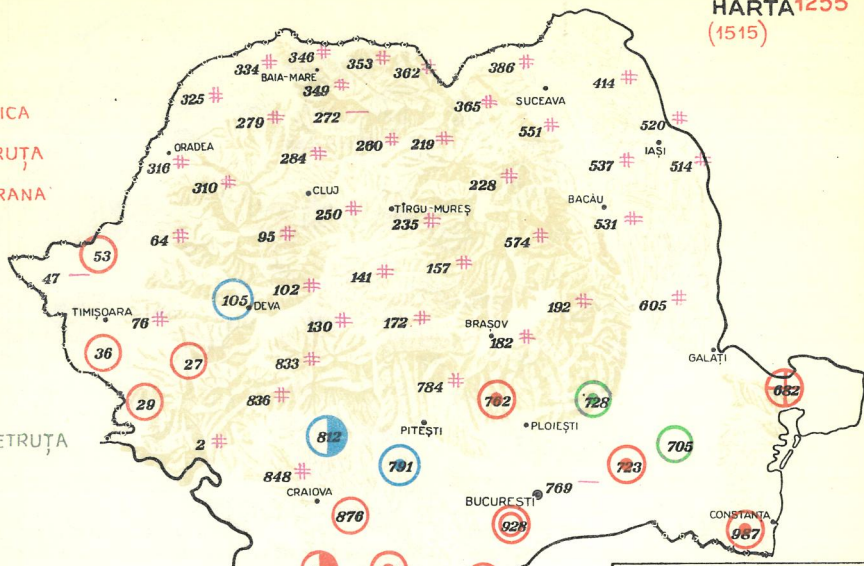 HARTA 1255
(1515)
346
353
334
362
386
BAIA-MARE
414
349
325
365
SUCEAVA
ICA
279
272
551
520
260
219
ORADEA
IAȘI
RUȚA
316
284
537
514
310
228
RANA
CLUJ
BACĂU
250
TÎRGU-MUREȘ
235
531
64
95
574
53
157
47
141
102
105
DEVA
192
605
TIMIȘOARA
76
130
172
BRAȘOV
182
36
27
833
GALAȚI
784
682
836
762
728
29
812
PITEȘTI
PLOIEȘTI
ETRUȚA
2
705
791
723
848
769
CRAIOVA
BUCUREȘTI
876
928
CONSTANȚA
987